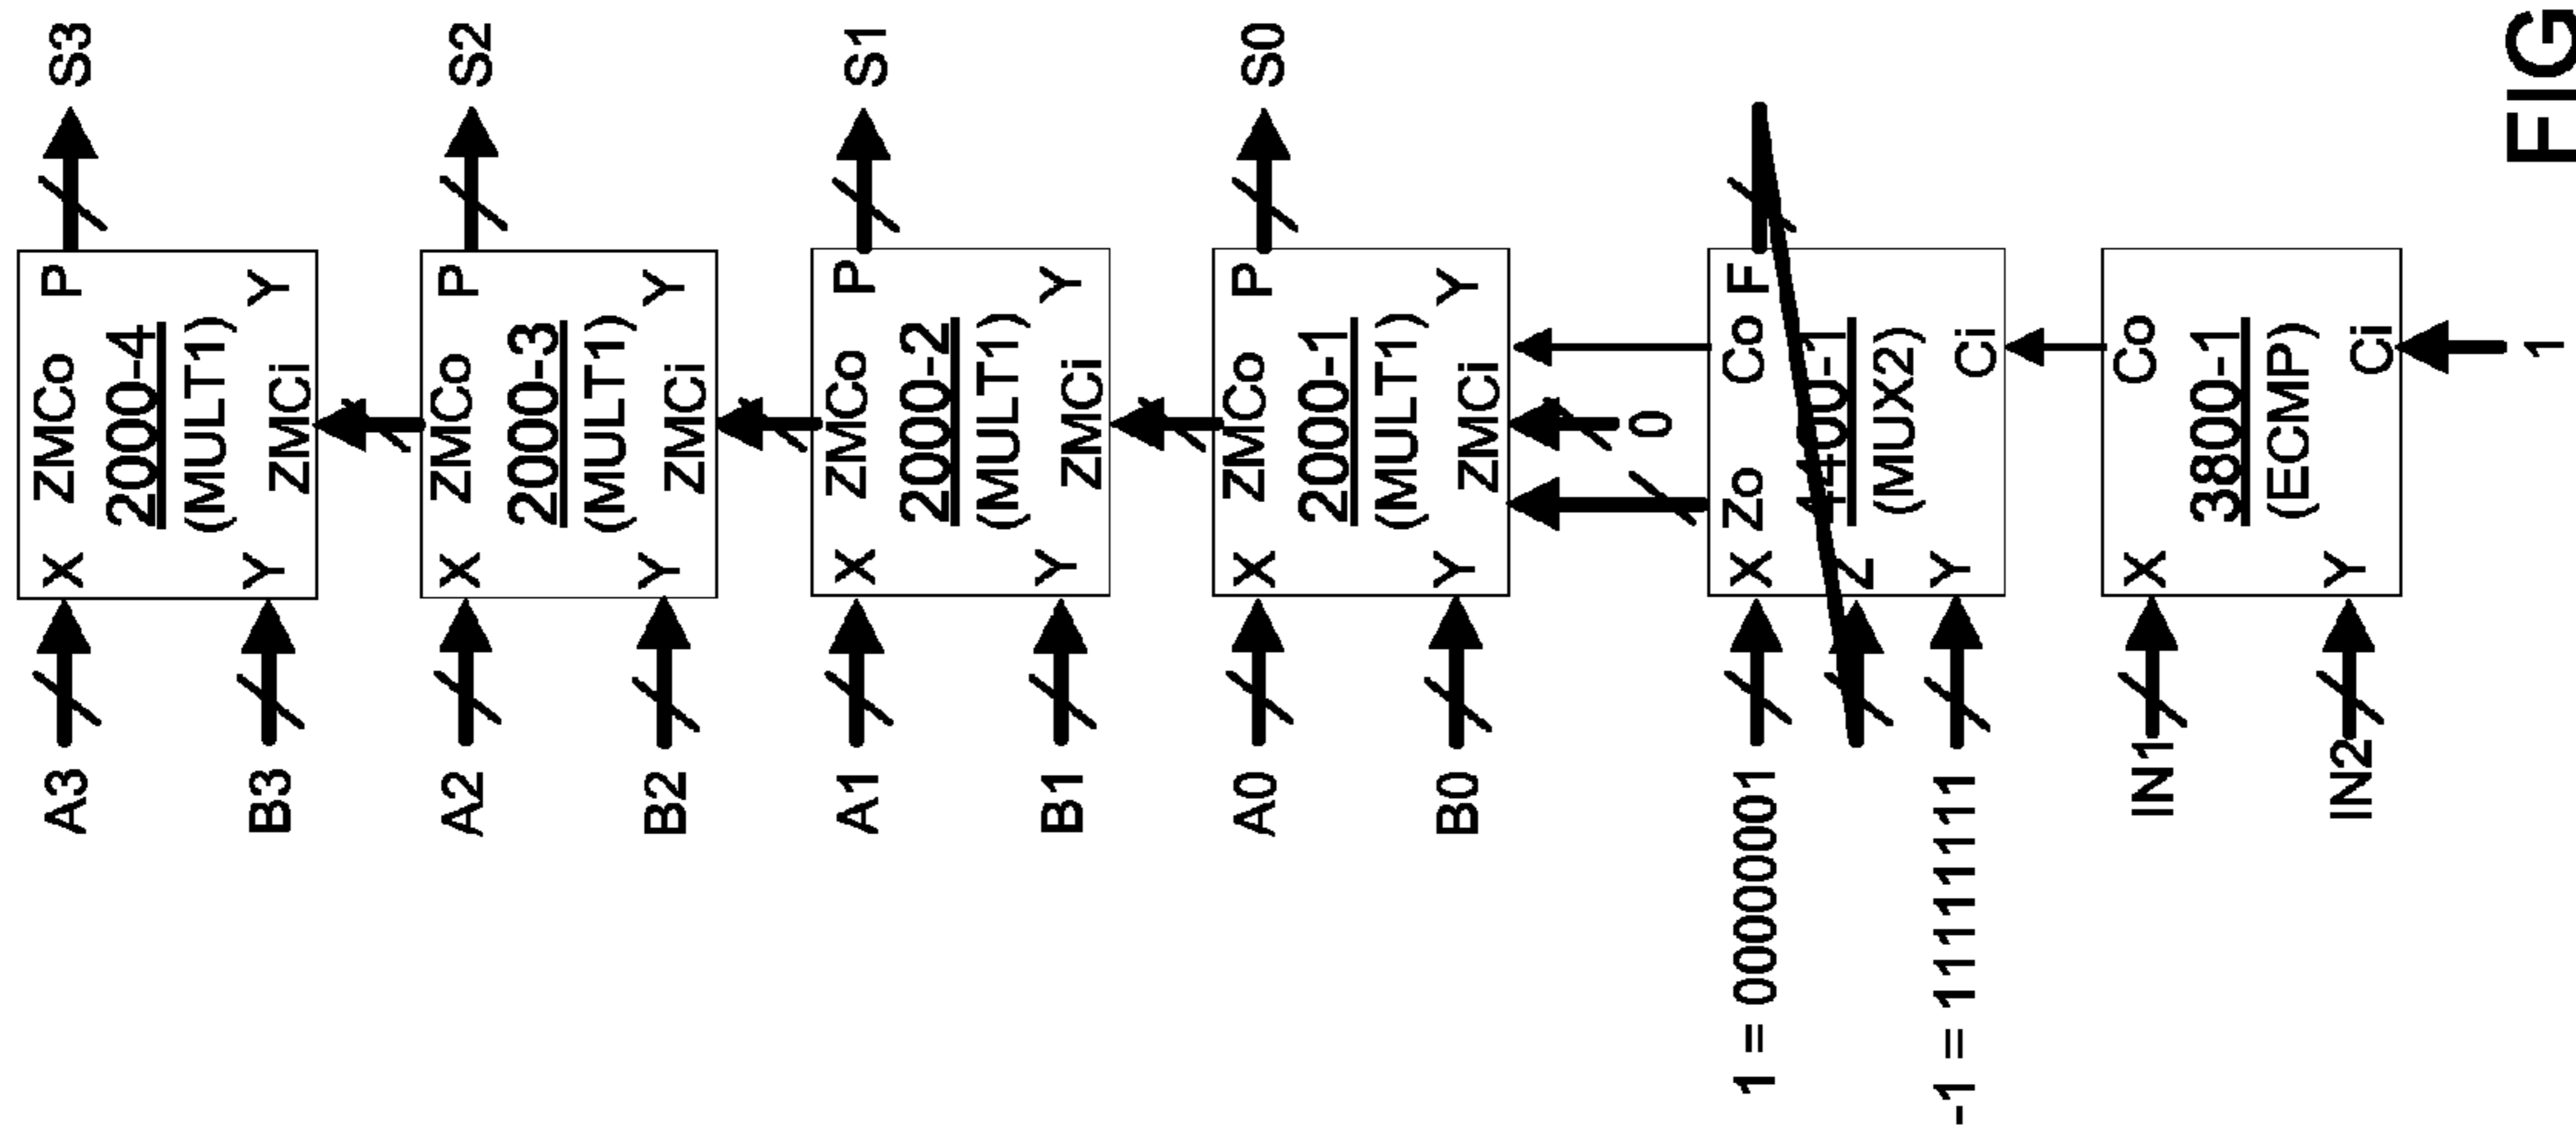 A3
B3
X ZMCo P
2000-4
(MULT1)
Y ZMCi Y
S3
A2
B2
X ZMCo P
2000-3
(MULT1)
Y ZMCi Y
S2
A1
B1
X ZMCo P
2000-2
(MULT1)
Y ZMCi Y
S1
A0
B0
X ZMCo P
2000-1
(MULT1)
Y ZMCi Y
S0
0
1 = 00000001
-1 = 11111111
X Zo Co F
Z
(MUX2)
Y Ci
IN1
IN2
X Co
3800-1
(ECMP)
Y Ci
1
FIG